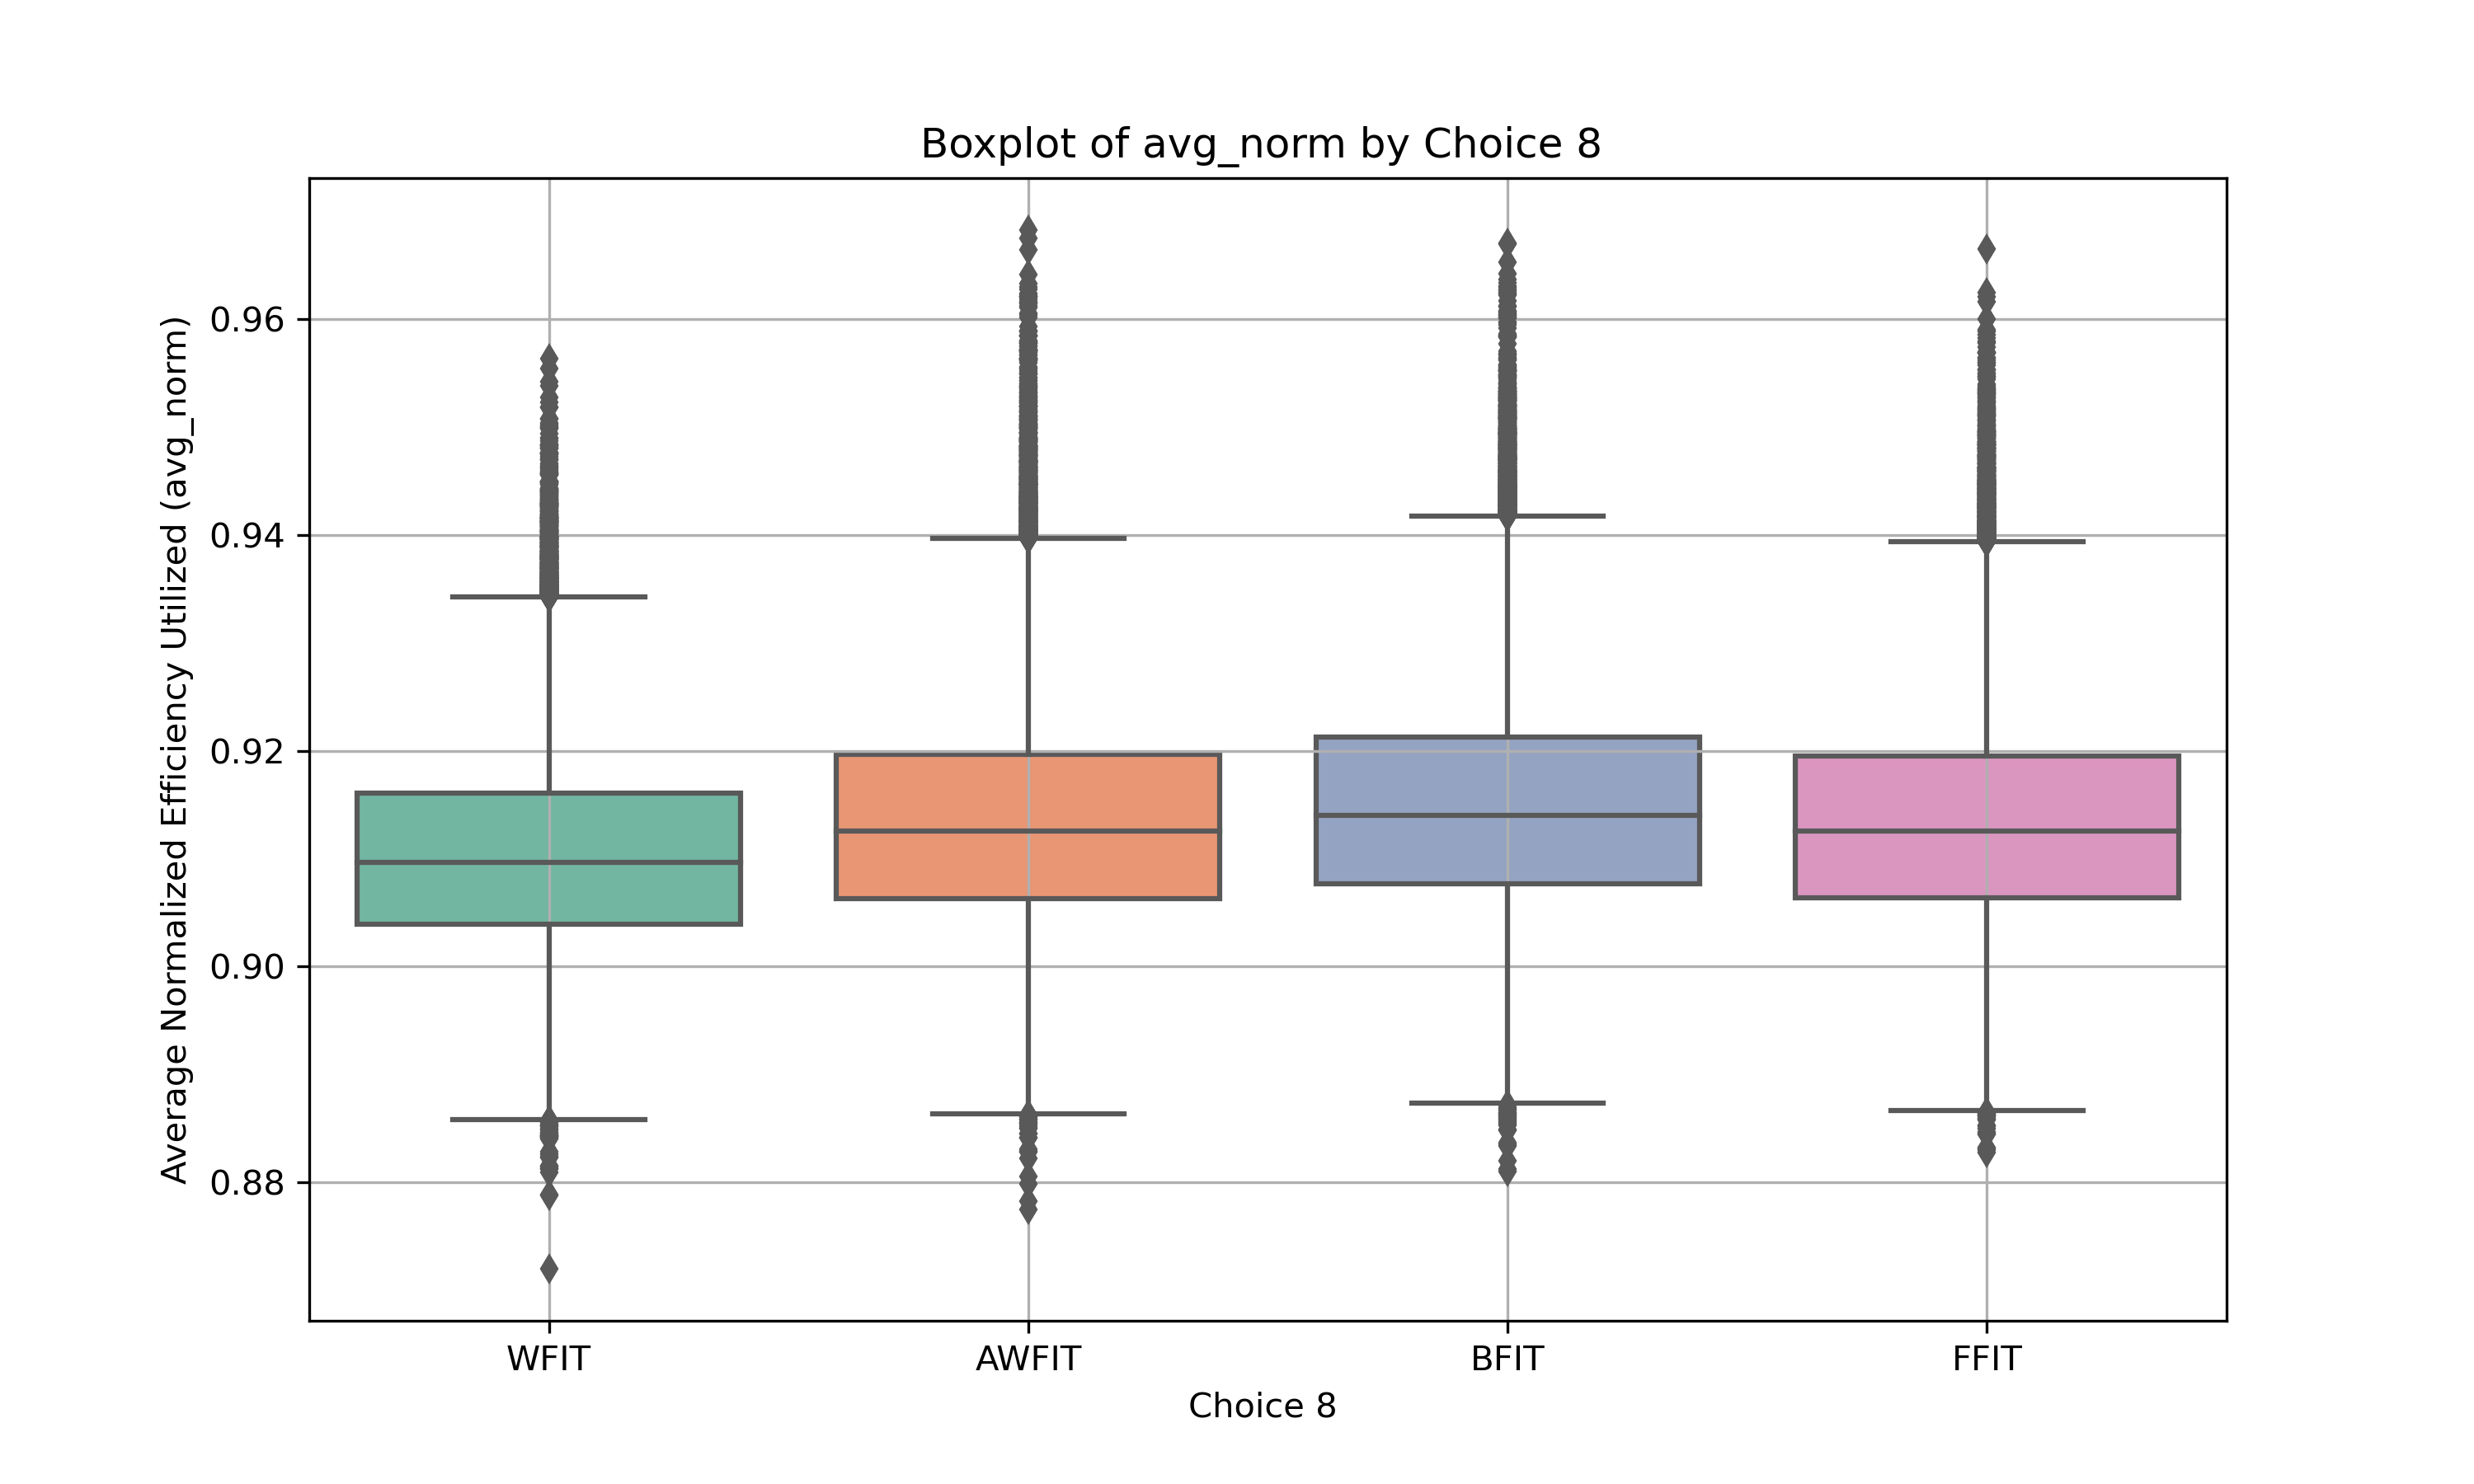 Boxplot of avg_norm by Choice 8
Average Normalized Efficiency Utilized (avg_norm)
0.96
0.94
0.92
0.90
0.88
WFIT AWFIT BFIT FFIT
Choice 8